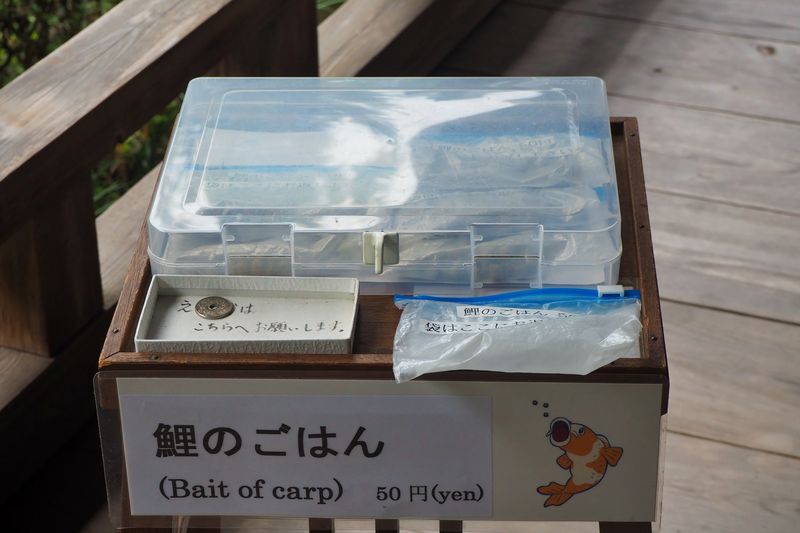 え は
こちらへお願いします。
鯉のごはん
袋はここに
鯉のごはん
(Bait of carp) 50円(yen)